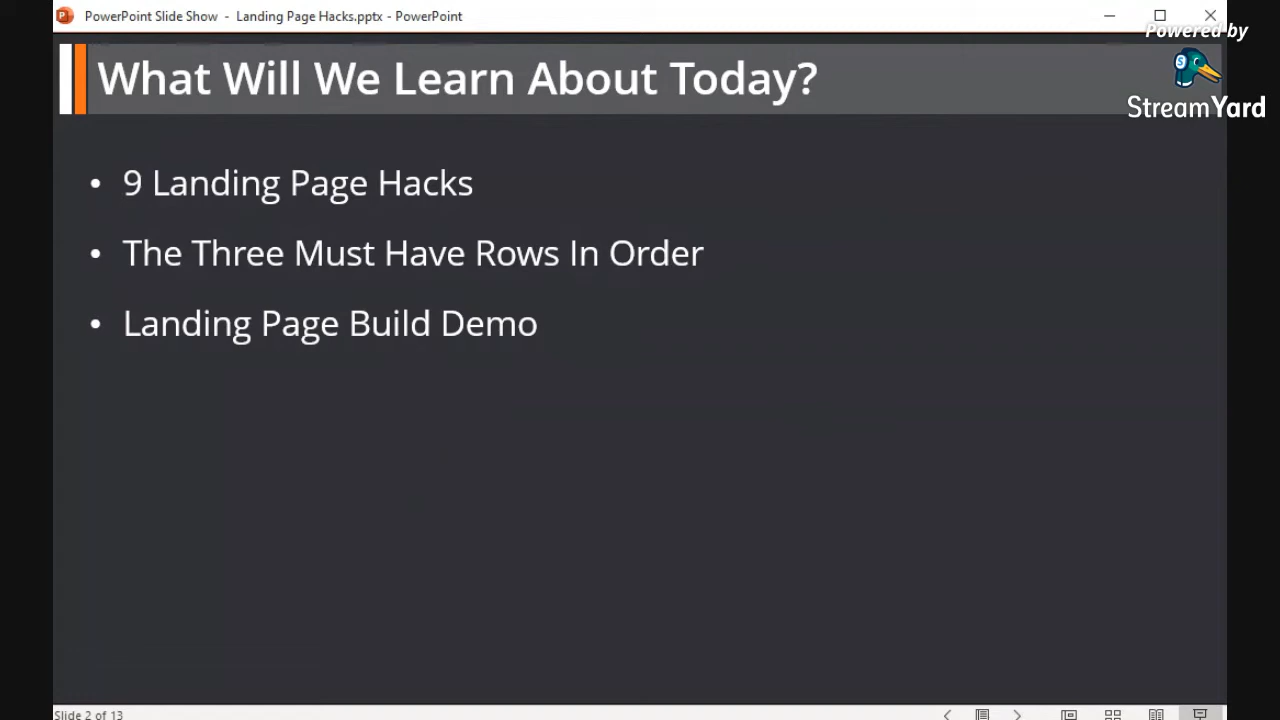 PowerPoint Slide Show - Landing Page Hacks.pptx - PowerPoint
Powered by
StreamYard
What Will We Learn About Today?
• 9 Landing Page Hacks
• The Three Must Have Rows In Order
• Landing Page Build Demo
Slide 2 of 13